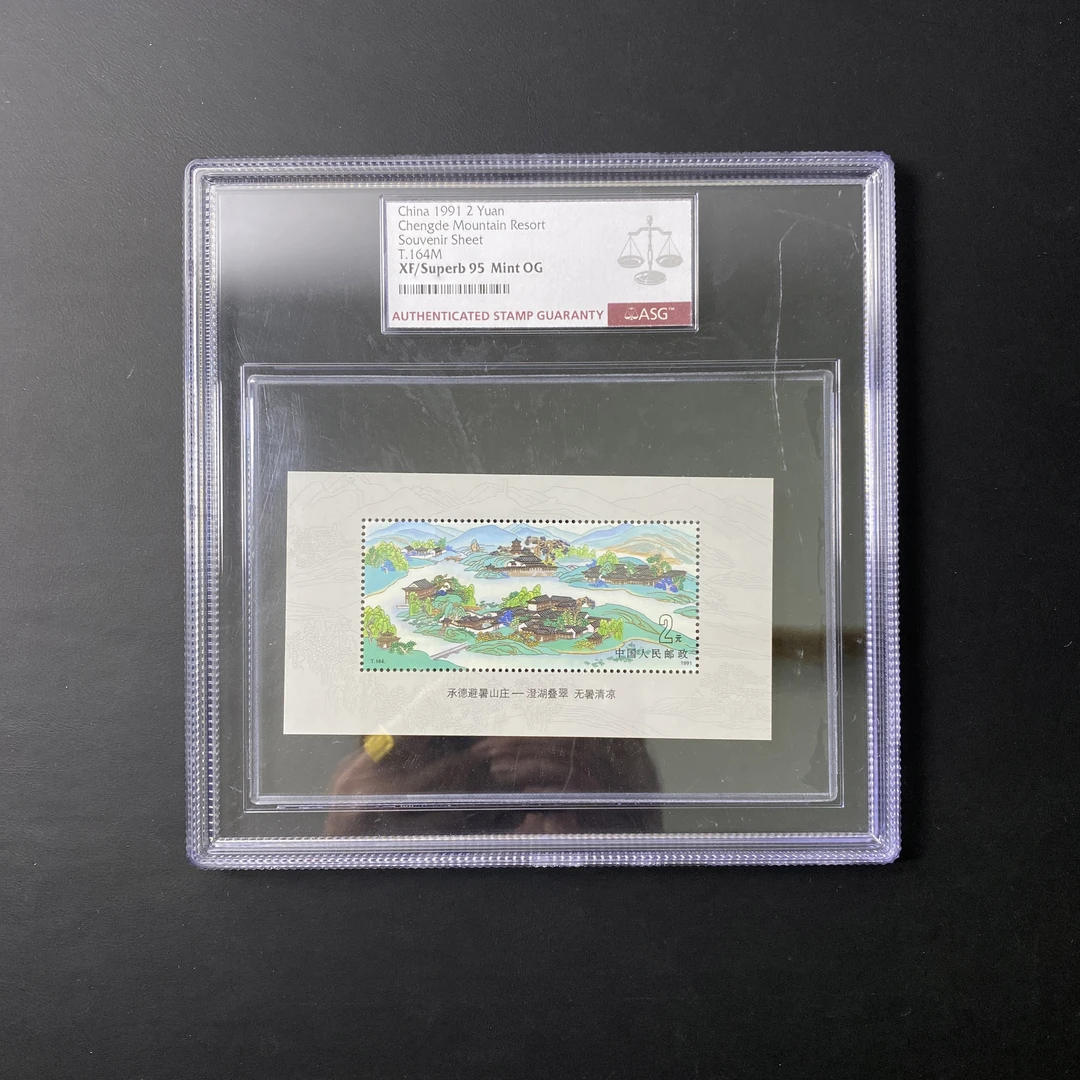 China 1991 2 Yuan
Chengde Mountain Resort
Souvenir Sheet
T.164M
XF/Superb 95 Mint OG
AUTHENTICATED STAMP GUARANTY ASG™
2元
中国人民邮政
T.164. 1991
承德避暑山庄—澄湖叠翠 无暑清凉